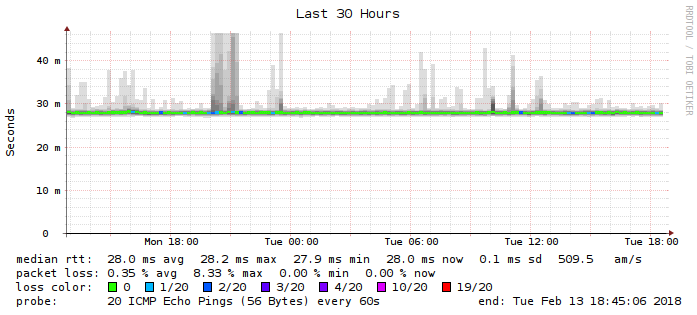 Last 30 Hours
RRDTOOL / TOBI OETIKER
Seconds
40 m
30 m
20 m
10 m
0
Mon 18:00 Tue 00:00 Tue 06:00 Tue 12:00 Tue 18:00
median rtt: 28.0 ms avg 28.2 ms max 27.9 ms min 28.0 ms now 0.1 ms sd 509.5 am/s
packet loss: 0.35 % avg 8.33 % max 0.00 % min 0.00 % now
loss color: 0 1/20 2/20 3/20 4/20 10/20 19/20
probe: 20 ICMP Echo Pings (56 Bytes) every 60s end: Tue Feb 13 18:45:06 2018